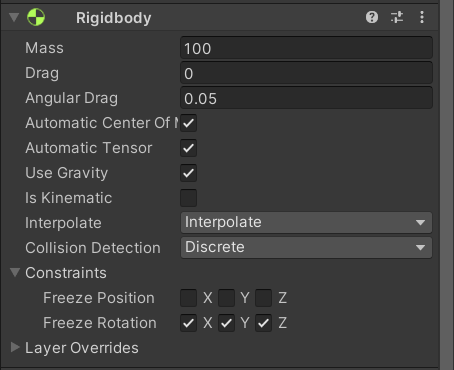 Rigidbody
Mass 100
Drag 0
Angular Drag 0.05
Automatic Center Of
Automatic Tensor
Use Gravity
Is Kinematic
Interpolate Interpolate
Collision Detection Discrete
Constraints
Freeze Position X Y Z
Freeze Rotation X Y Z
Layer Overrides